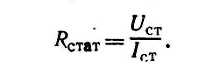 Rстат = Uст / Iст.